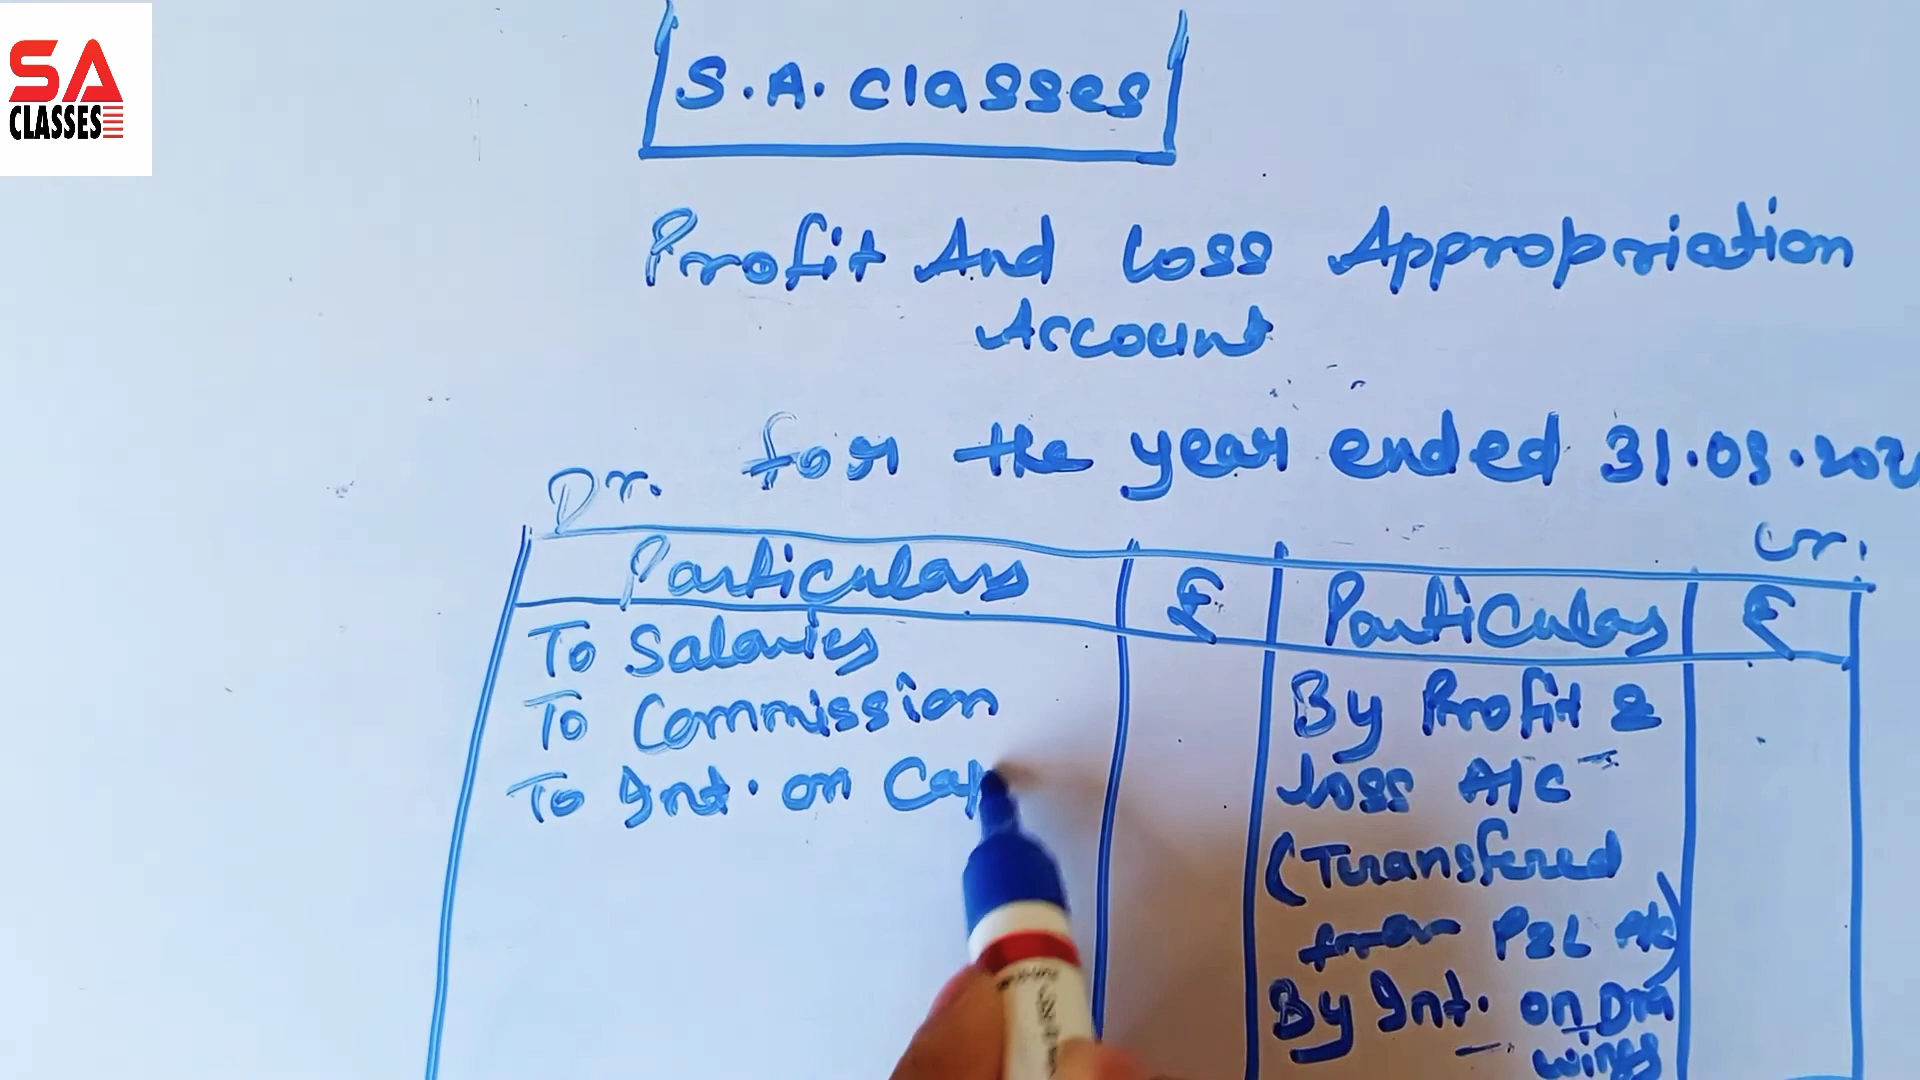 SA
CLASSES
S.A. Classes
Profit And Loss Appropriation
Account
for the year ended 31.03.202
Dr.
Cr.
Particulars ₹ Particulars ₹
To Salaries
To Commission
To Int. on Cap
By Profit &
Loss A/C
(Transfered
from P&L A/c)
By Int. on Dra
wings